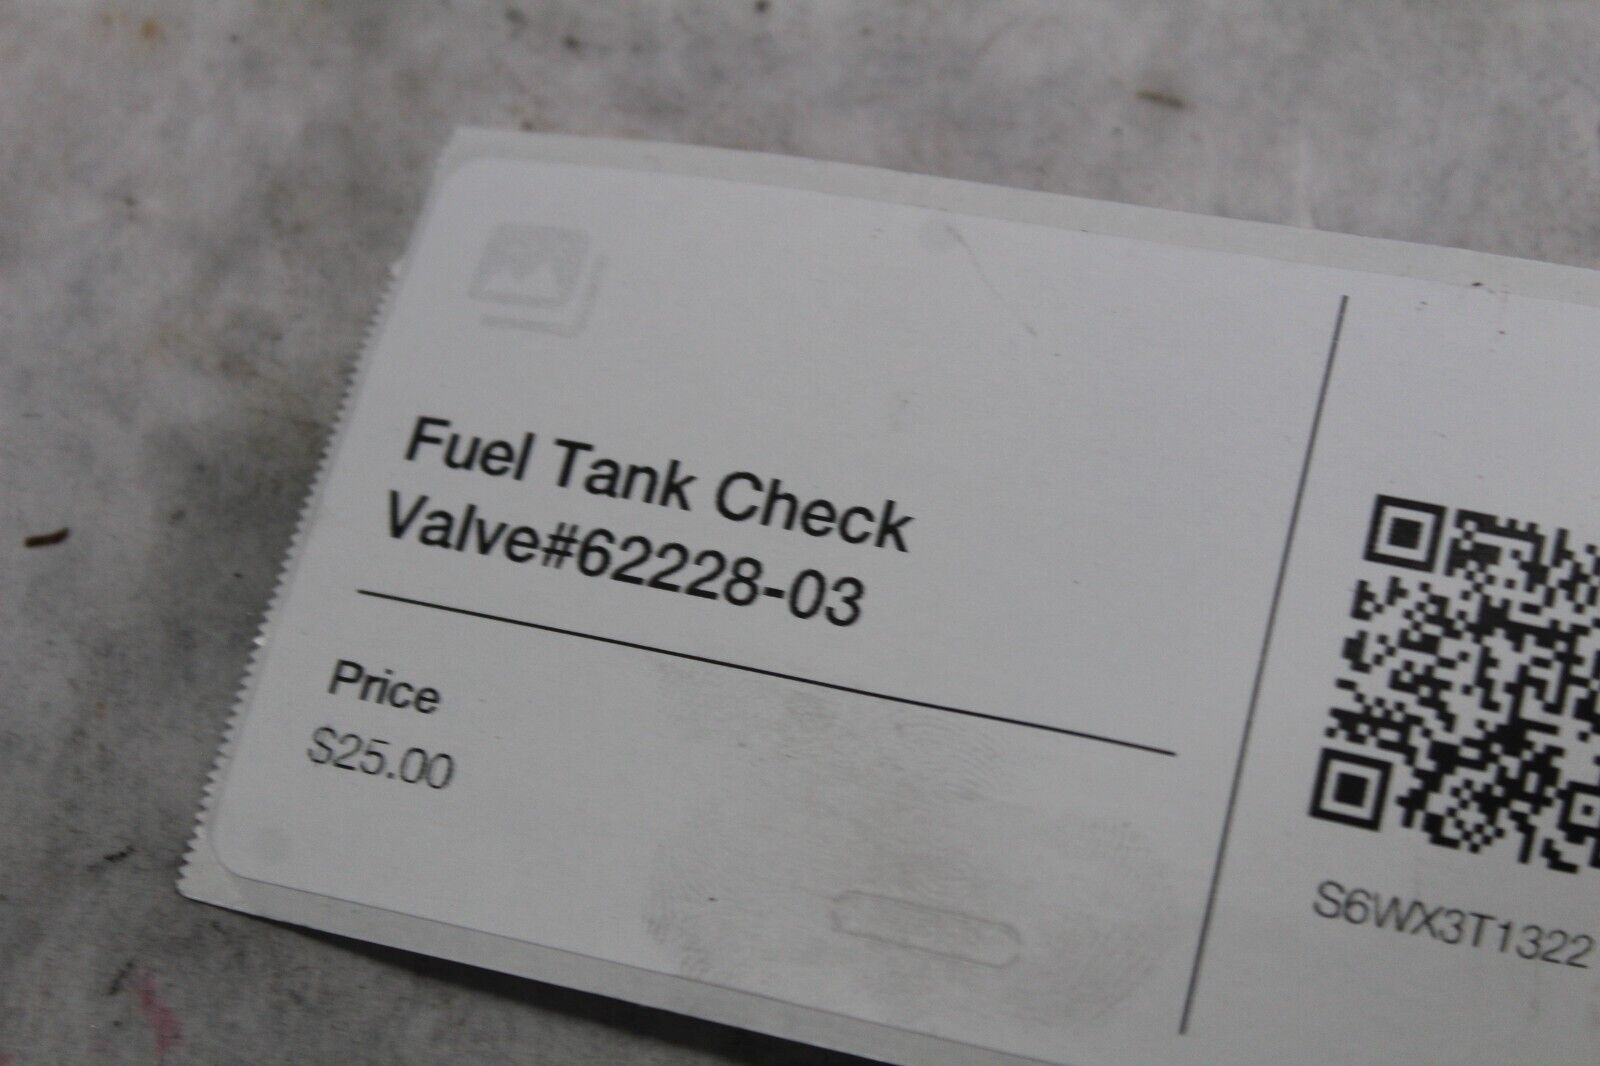 Fuel Tank Check
Valve#62228-03
Price
$25.00
S6WX3T1322